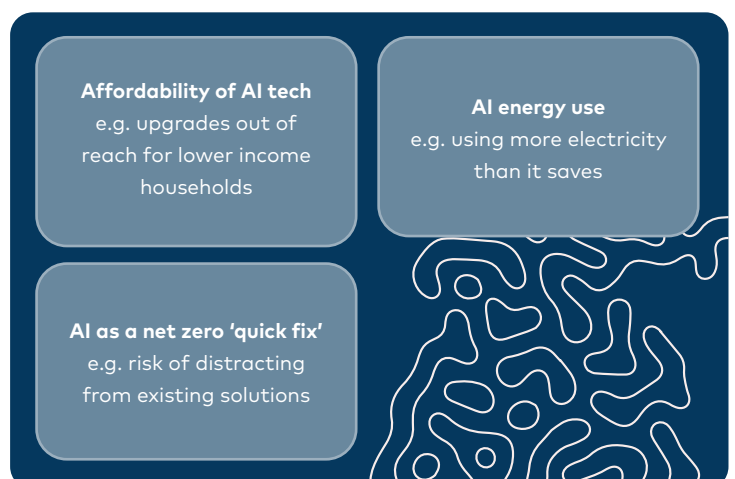 Affordability of AI tech
e.g. upgrades out of
reach for lower income
households
AI energy use
e.g. using more electricity
than it saves
AI as a net zero ‘quick fix’
e.g. risk of distracting
from existing solutions